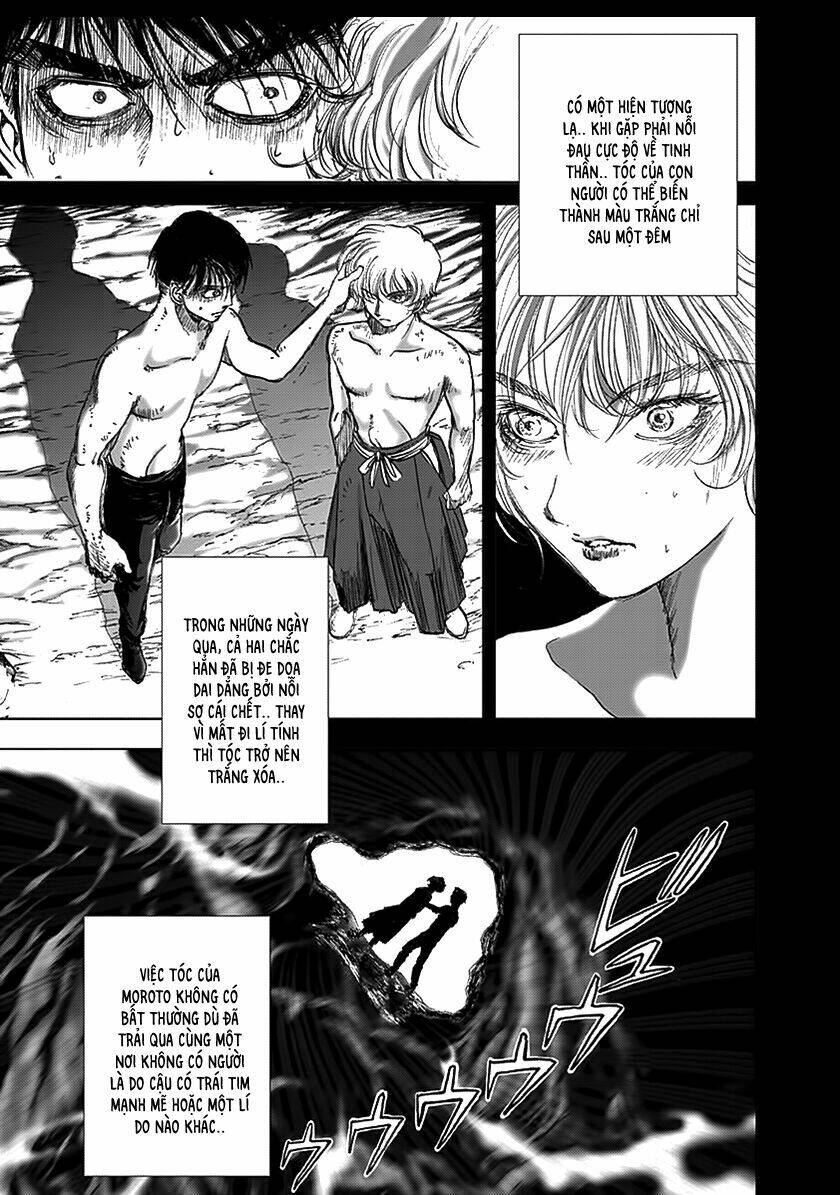 CÓ MỘT HIỆN TƯỢNG
LẠ.. KHI GẶP PHẢI NỖI
ĐAU CỰC ĐỘ VỀ TINH
THẦN.. TÓC CỦA CON
NGƯỜI CÓ THỂ BIẾN
THÀNH MÀU TRẮNG CHỈ
SAU MỘT ĐÊM
TRONG NHỮNG NGÀY
QUA, CẢ HAI CHẮC
HẲN ĐÃ BỊ ĐE DỌA
DAI DẲNG BỞI NỖI
SỢ CÁI CHẾT.. THAY
VÌ MẤT ĐI LÍ TÍNH
THÌ TÓC TRỞ NÊN
TRẮNG XÓA..
ビュ
ウウウウウ
VIỆC TÓC CỦA
MOROTO KHÔNG CÓ
BẤT THƯỜNG DÙ ĐÃ
TRẢI QUA CÙNG MỘT
NƠI KHÔNG CÓ NGƯỜI
LÀ DO CẬU CÓ TRÁI TIM
MẠNH MẼ HOẶC MỘT LÍ
DO NÀO KHÁC..